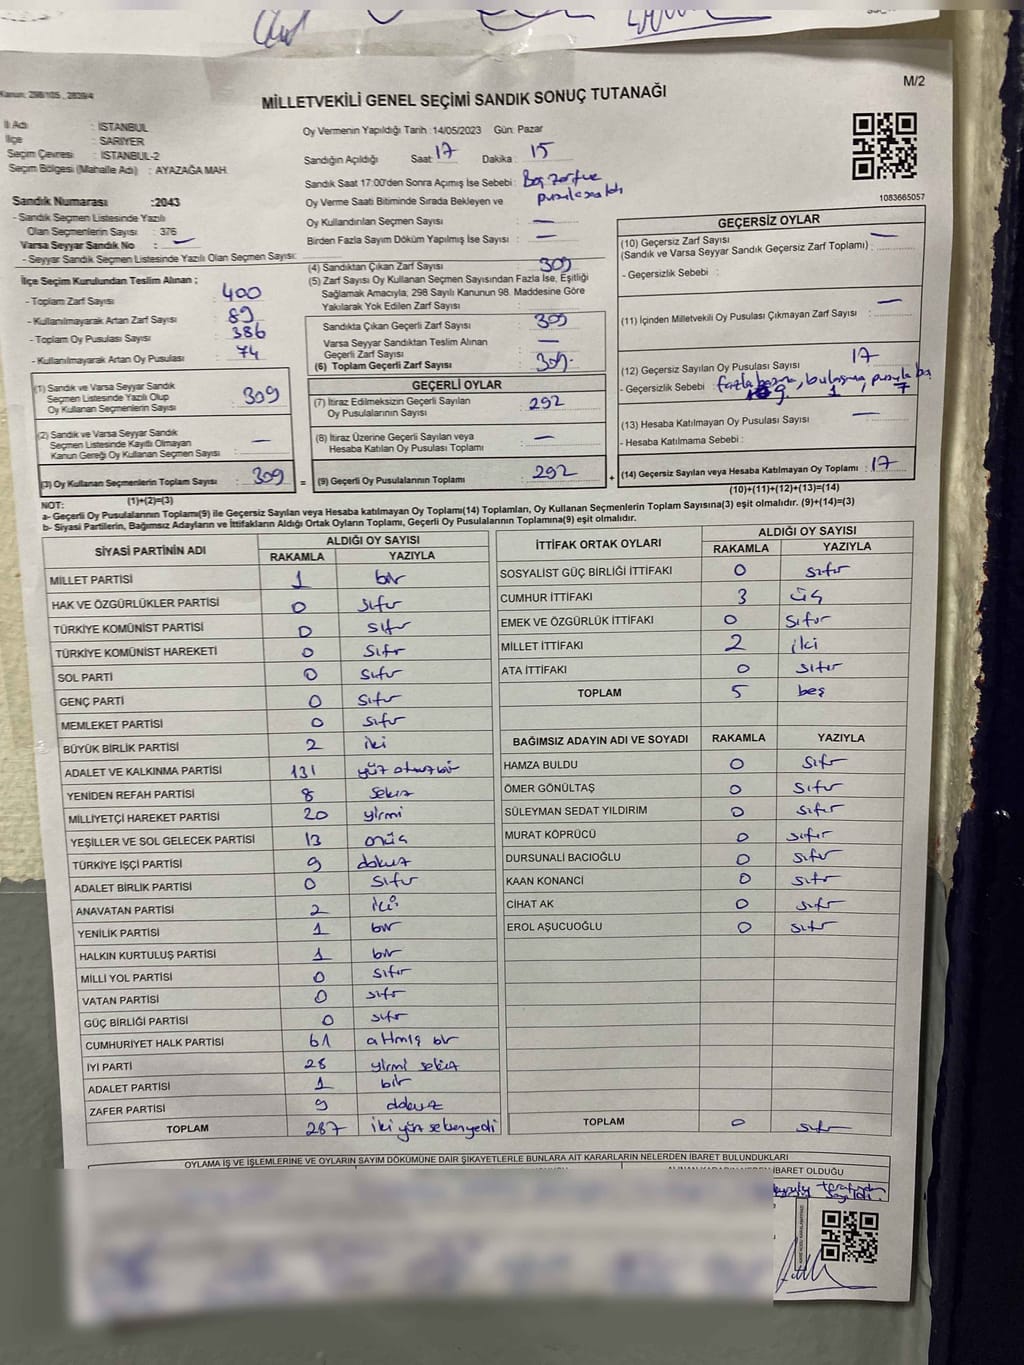 M/2
Kanun: 298/105 , 2839/4
MİLLETVEKİLİ GENEL SEÇİMİ SANDIK SONUÇ TUTANAĞI
İl Adı : İSTANBUL
İlçe : SARIYER
Seçim Çevresi : İSTANBUL-2
Seçim Bölgesi (Mahalle Adı) : AYAZAĞA MAH.
Oy Vermenin Yapıldığı Tarih :14/05/2023 Gün: Pazar
Sandığın Açıldığı Saat: 17 Dakika : 15
Sandık Saat 17:00'den Sonra Açımış İse Sebebi : Boş zarf ve
pusula
1083665057
Sandık Numarası :2043
- Sandık Seçmen Listesinde Yazılı
Olan Seçmenlerin Sayısı : 376
Varsa Seyyar Sandık No : —
- Seyyar Sandık Seçmen Listesinde Yazılı Olan Seçmen Sayısı:
Oy Verme Saati Bitiminde Sırada Bekleyen ve
Oy Kullandırılan Seçmen Sayısı —
Birden Fazla Sayım Döküm Yapılmış İse Sayısı —
İlçe Seçim Kurulundan Teslim Alınan ;
- Toplam Zarf Sayısı : 400
- Kullanılmayarak Artan Zarf Sayısı : 89
- Toplam Oy Pusulası Sayısı : 386
- Kullanılmayarak Artan Oy Pusulası : 74
(4) Sandıktan Çıkan Zarf Sayısı : 309
(5) Zarf Sayısı Oy Kullanan Seçmen Sayısından Fazla İse, Eşitliği
Sağlamak Amacıyla, 298 Sayılı Kanunun 98. Maddesine Göre
Yakılarak Yok Edilen Zarf Sayısı :
Sandıkta Çıkan Geçerli Zarf Sayısı : 309
Varsa Seyyar Sandıktan Teslim Alınan
Geçerli Zarf Sayısı : —
(6) Toplam Geçerli Zarf Sayısı : 309
GEÇERSİZ OYLAR
(10) Geçersiz Zarf Sayısı : —
(Sandık ve Varsa Seyyar Sandık Geçersiz Zarf Toplamı)
- Geçersizlik Sebebi :
(11) İçinden Milletvekili Oy Pusulası Çıkmayan Zarf Sayısı : —
(12) Geçersiz Sayılan Oy Pusulası Sayısı : 17
- Geçersizlik Sebebi : fazla basma, bulaşma, pusula boş
9 1 7
(13) Hesaba Katılmayan Oy Pusulası Sayısı : —
- Hesaba Katılmama Sebebi :
(14) Geçersiz Sayılan veya Hesaba Katılmayan Oy Toplamı : 17
(10)+(11)+(12)+(13)=(14)
(1) Sandık ve Varsa Seyyar Sandık
Seçmen Listesinde Yazılı Olup
Oy Kullanan Seçmenlerin Sayısı : 309
(2) Sandık ve Varsa Seyyar Sandık
Seçmen Listesinde Kayıtlı Olmayan
Kanun Gereği Oy Kullanan Seçmen Sayısı : —
(3) Oy Kullanan Seçmenlerin Toplam Sayısı : 309
(1)+(2)=(3)
=
GEÇERLİ OYLAR
(7) İtiraz Edilmeksizin Geçerli Sayılan
Oy Pusulalarının Sayısı : 292
(8) İtiraz Üzerine Geçerli Sayılan veya
Hesaba Katılan Oy Pusulası Toplamı : —
(9) Geçerli Oy Pusulalarının Toplamı : 292
+
NOT:
a- Geçerli Oy Pusulalarının Toplamı(9) ile Geçersiz Sayılan veya Hesaba katılmayan Oy Toplamı(14) Toplamları, Oy Kullanan Seçmenlerin Toplam Sayısına(3) eşit olmalıdır. (9)+(14)=(3)
b- Siyasi Partilerin, Bağımsız Adayların ve İttifakların Aldığı Ortak Oyların Toplamı, Geçerli Oy Pusulalarının Toplamına(9) eşit olmalıdır.
SİYASİ PARTİNİN ADI
ALDIĞI OY SAYISI
RAKAMLA YAZIYLA
MİLLET PARTİSİ 1 bir
HAK VE ÖZGÜRLÜKLER PARTİSİ 0 sıfır
TÜRKİYE KOMÜNİST PARTİSİ 0 sıfır
TÜRKİYE KOMÜNİST HAREKETİ 0 sıfır
SOL PARTİ 0 sıfır
GENÇ PARTİ 0 sıfır
MEMLEKET PARTİSİ 0 sıfır
BÜYÜK BİRLİK PARTİSİ 2 iki
ADALET VE KALKINMA PARTİSİ 131 yüz otuz bir
YENİDEN REFAH PARTİSİ 8 sekiz
MİLLİYETÇİ HAREKET PARTİSİ 20 yirmi
YEŞİLLER VE SOL GELECEK PARTİSİ 13 onüç
TÜRKİYE İŞÇİ PARTİSİ 9 dokuz
ADALET BİRLİK PARTİSİ 0 sıfır
ANAVATAN PARTİSİ 2 iki
YENİLİK PARTİSİ 1 bir
HALKIN KURTULUŞ PARTİSİ 1 bir
MİLLİ YOL PARTİSİ 0 sıfır
VATAN PARTİSİ 0 sıfır
GÜÇ BİRLİĞİ PARTİSİ 0 sıfır
CUMHURİYET HALK PARTİSİ 61 atmış bir
İYİ PARTİ 28 yirmi sekiz
ADALET PARTİSİ 1 bir
ZAFER PARTİSİ 9 dokuz
TOPLAM 287 iki yüz seksenyedi
İTTİFAK ORTAK OYLARI
ALDIĞI OY SAYISI
RAKAMLA YAZIYLA
SOSYALİST GÜÇ BİRLİĞİ İTTİFAKI 0 sıfır
CUMHUR İTTİFAKI 3 üç
EMEK VE ÖZGÜRLÜK İTTİFAKI 0 sıfır
MİLLET İTTİFAKI 2 iki
ATA İTTİFAKI 0 sıfır
TOPLAM 5 beş
BAĞIMSIZ ADAYIN ADI VE SOYADI RAKAMLA YAZIYLA
HAMZA BULDU 0 sıfır
ÖMER GÖNÜLTAŞ 0 sıfır
SÜLEYMAN SEDAT YILDIRIM 0 sıfır
MURAT KÖPRÜCÜ 0 sıfır
DURSUNALİ BACIOĞLU 0 sıfır
KAAN KONANCİ 0 sıfır
CİHAT AK 0 sıfır
EROL AŞUCUOĞLU 0 sıfır
TOPLAM 0 sıfır
OYLAMA İŞ VE İŞLEMLERİNE VE OYLARIN SAYIM DÖKÜMÜNE DAİR ŞİKAYETLERLE BUNLARA AİT KARARLARIN NELERDEN İBARET BULUNDUKLARI
İBARET OLDUĞU